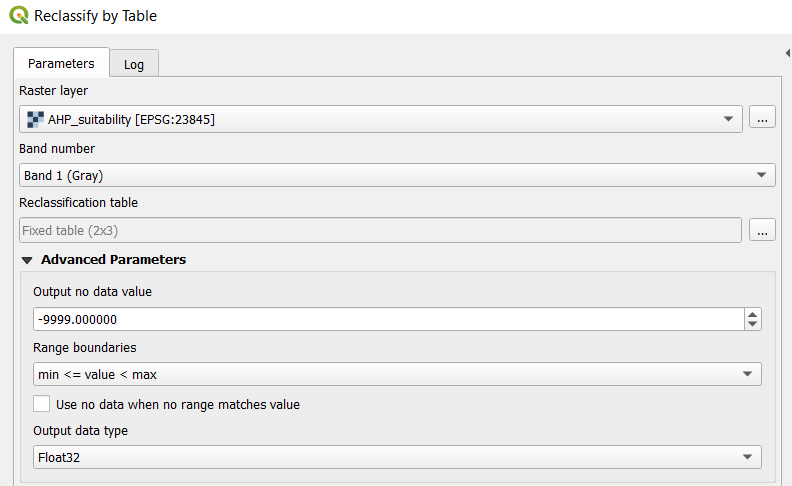 Reclassify by Table
Parameters
Log
Raster layer
AHP_suitability [EPSG:23845]
...
Band number
Band 1 (Gray)
Reclassification table
Fixed table (2x3)
...
Advanced Parameters
Output no data value
-9999.000000
Range boundaries
min <= value < max
Use no data when no range matches value
Output data type
Float32